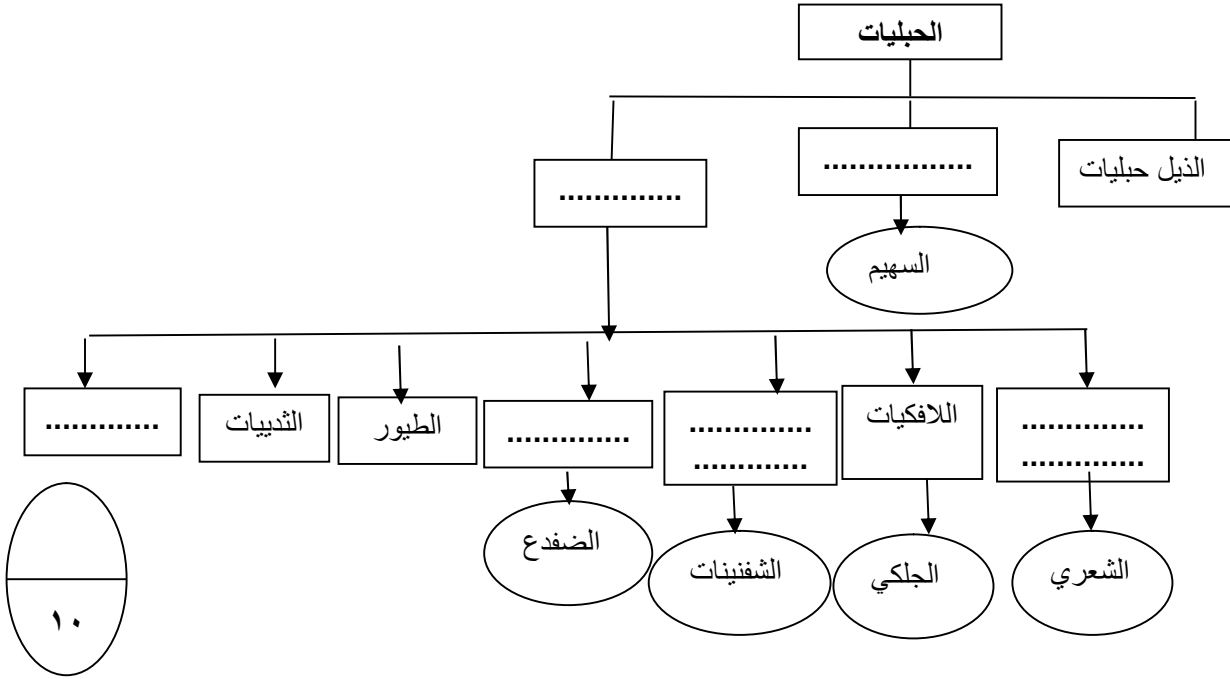 الحبليات
الذيل حبليات
.................
..............
السهيم
..............
..............
اللافكيات
..............
.............
..............
الطيور
الثدييات
.............
الشعري
الجلكي
الشفنينات
الضفدع
١٠